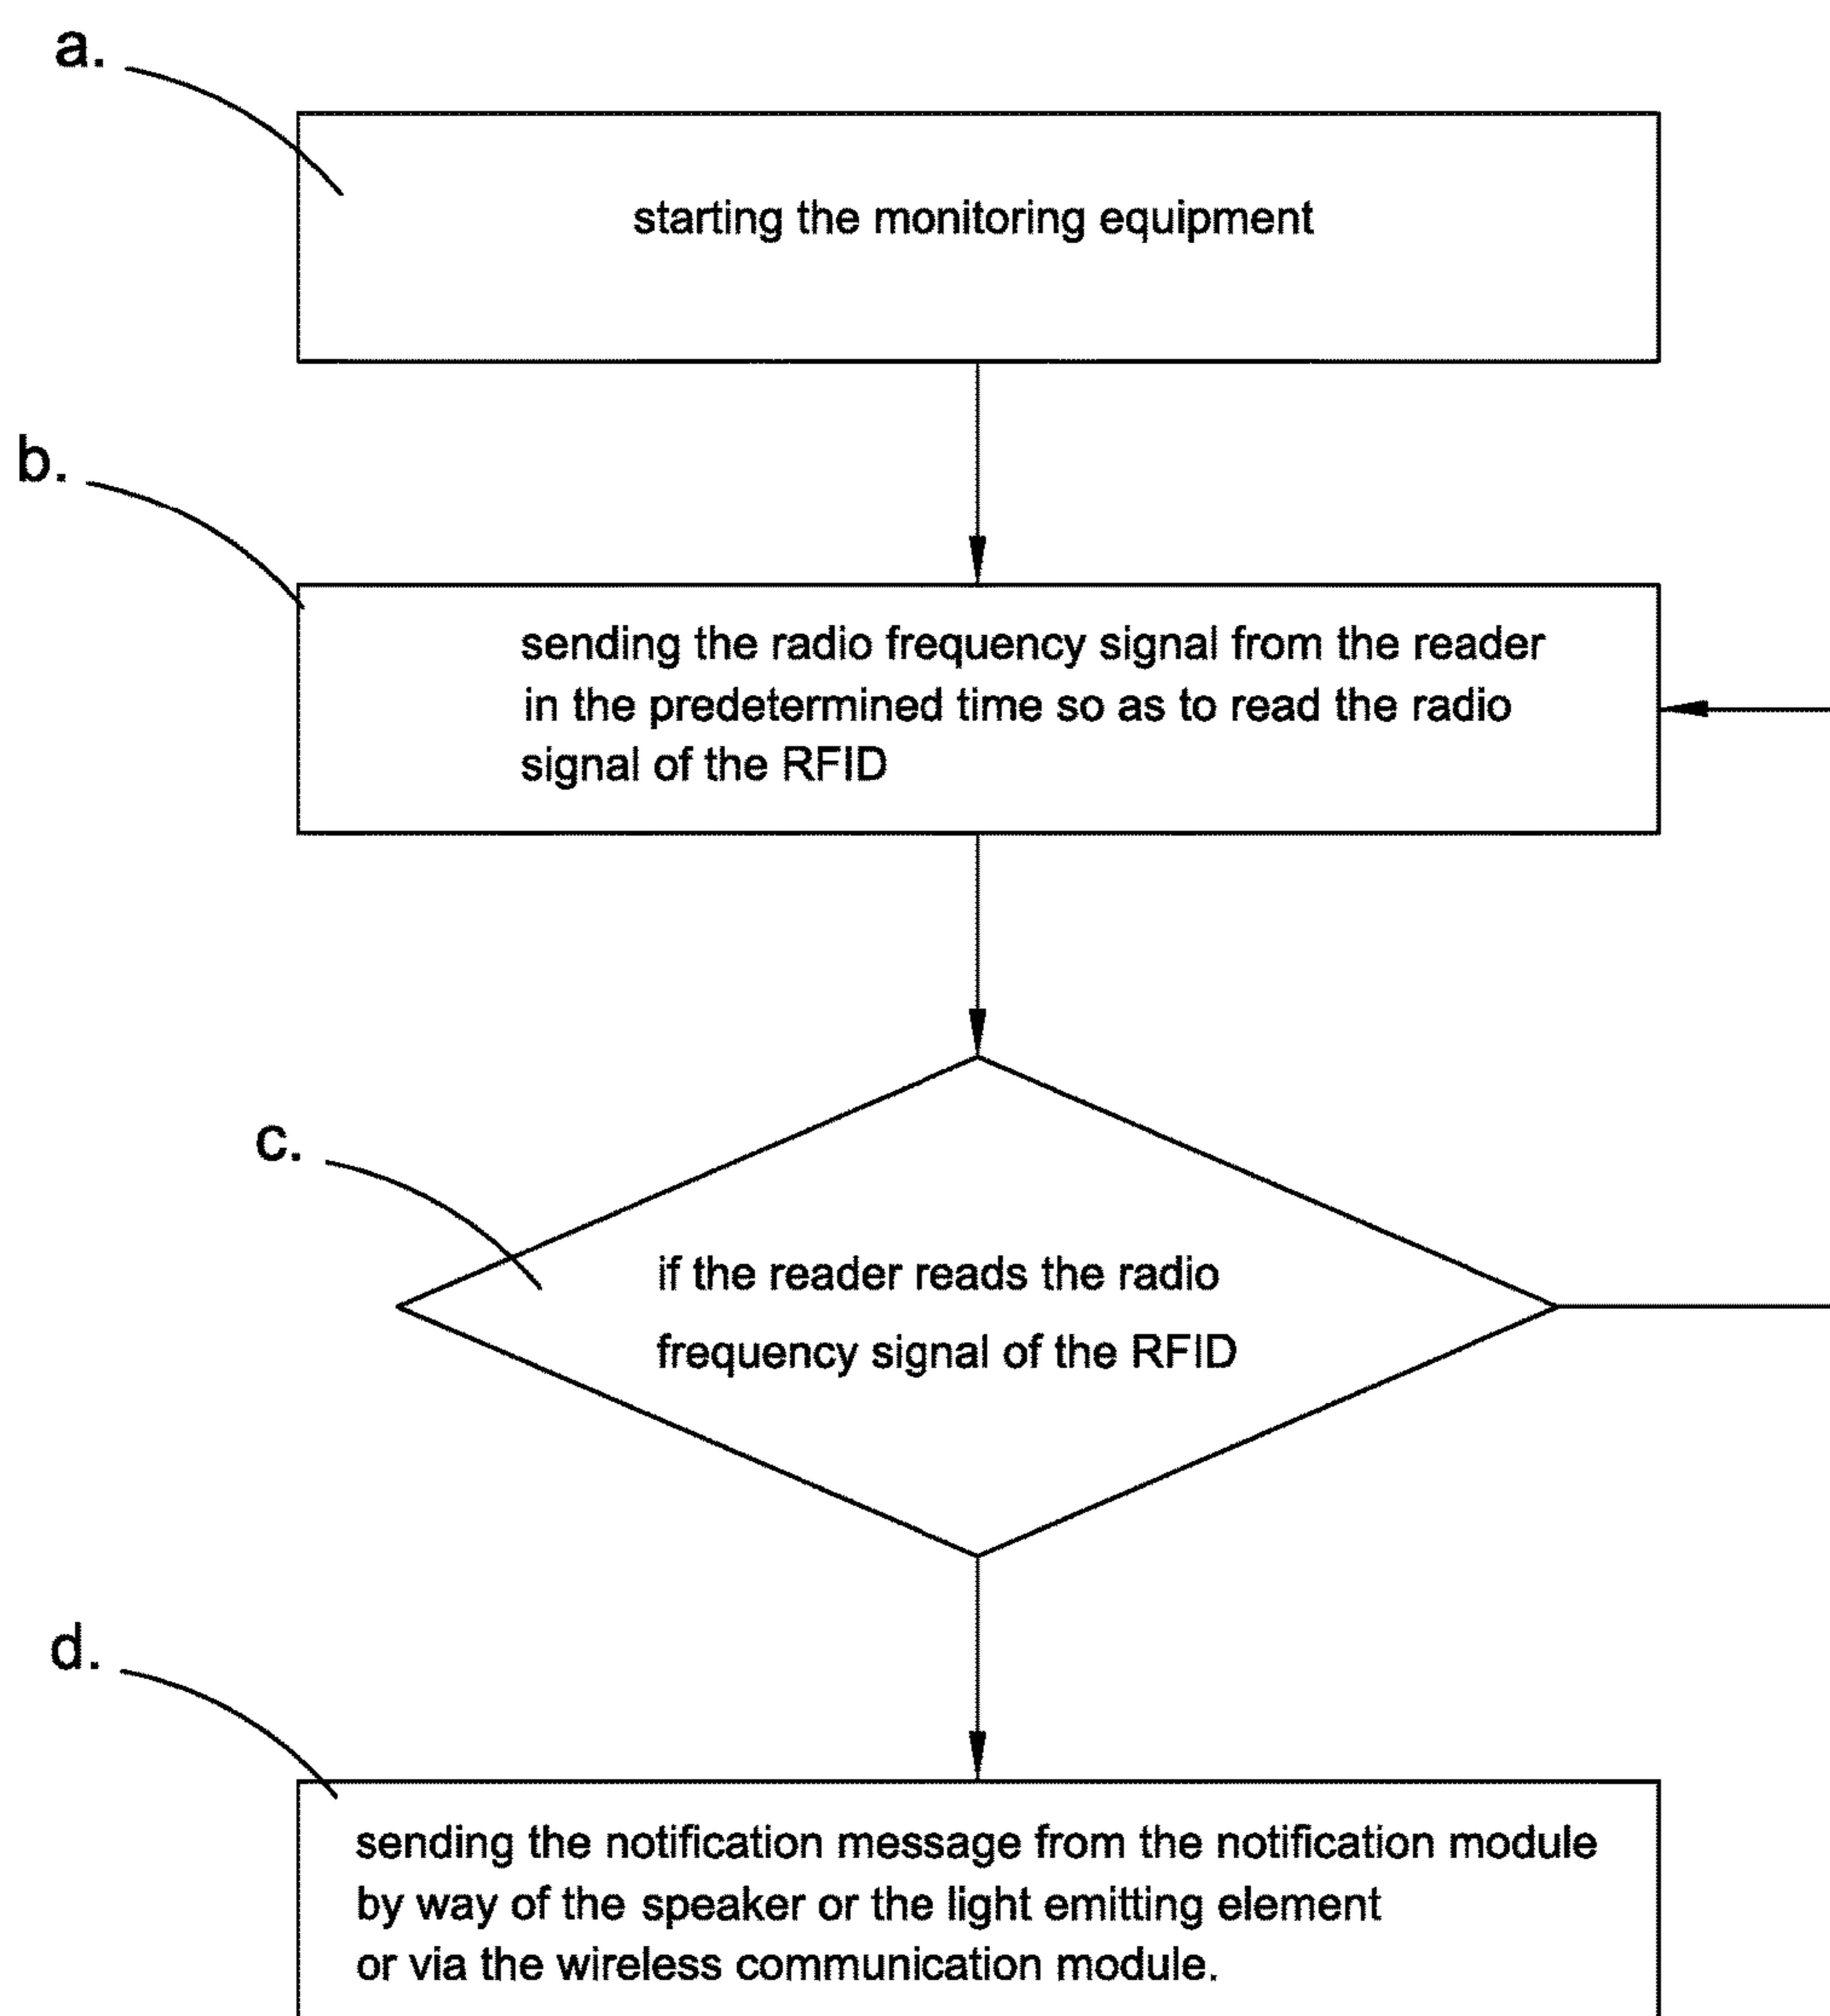 a.
starting the monitoring equipment
b.
sending the radio frequency signal from the reader
in the predetermined time so as to read the radio
signal of the RFID
c.
if the reader reads the radio
frequency signal of the RFID
d.
sending the notification message from the notification module
by way of the speaker or the light emitting element
or via the wireless communication module.